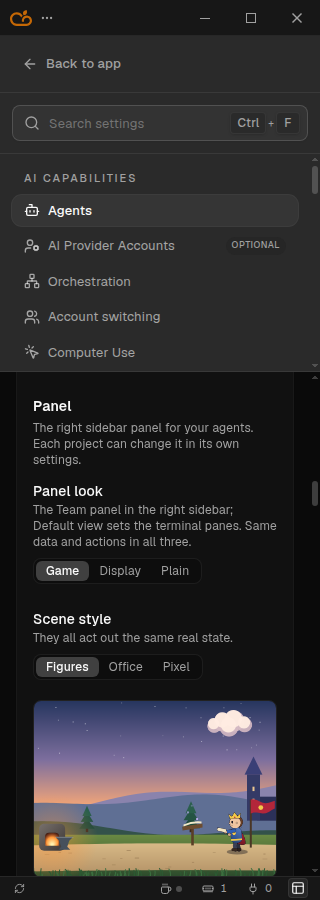 Back to app
Search settings
Ctrl + F
AI CAPABILITIES
Agents
AI Provider Accounts
OPTIONAL
Orchestration
Account switching
Computer Use
Panel
The right sidebar panel for your agents.
Each project can change it in its own
settings.
Panel look
The Team panel in the right sidebar;
Default view sets the terminal panes. Same
data and actions in all three.
Game Display Plain
Scene style
They all act out the same real state.
Figures Office Pixel
1 0